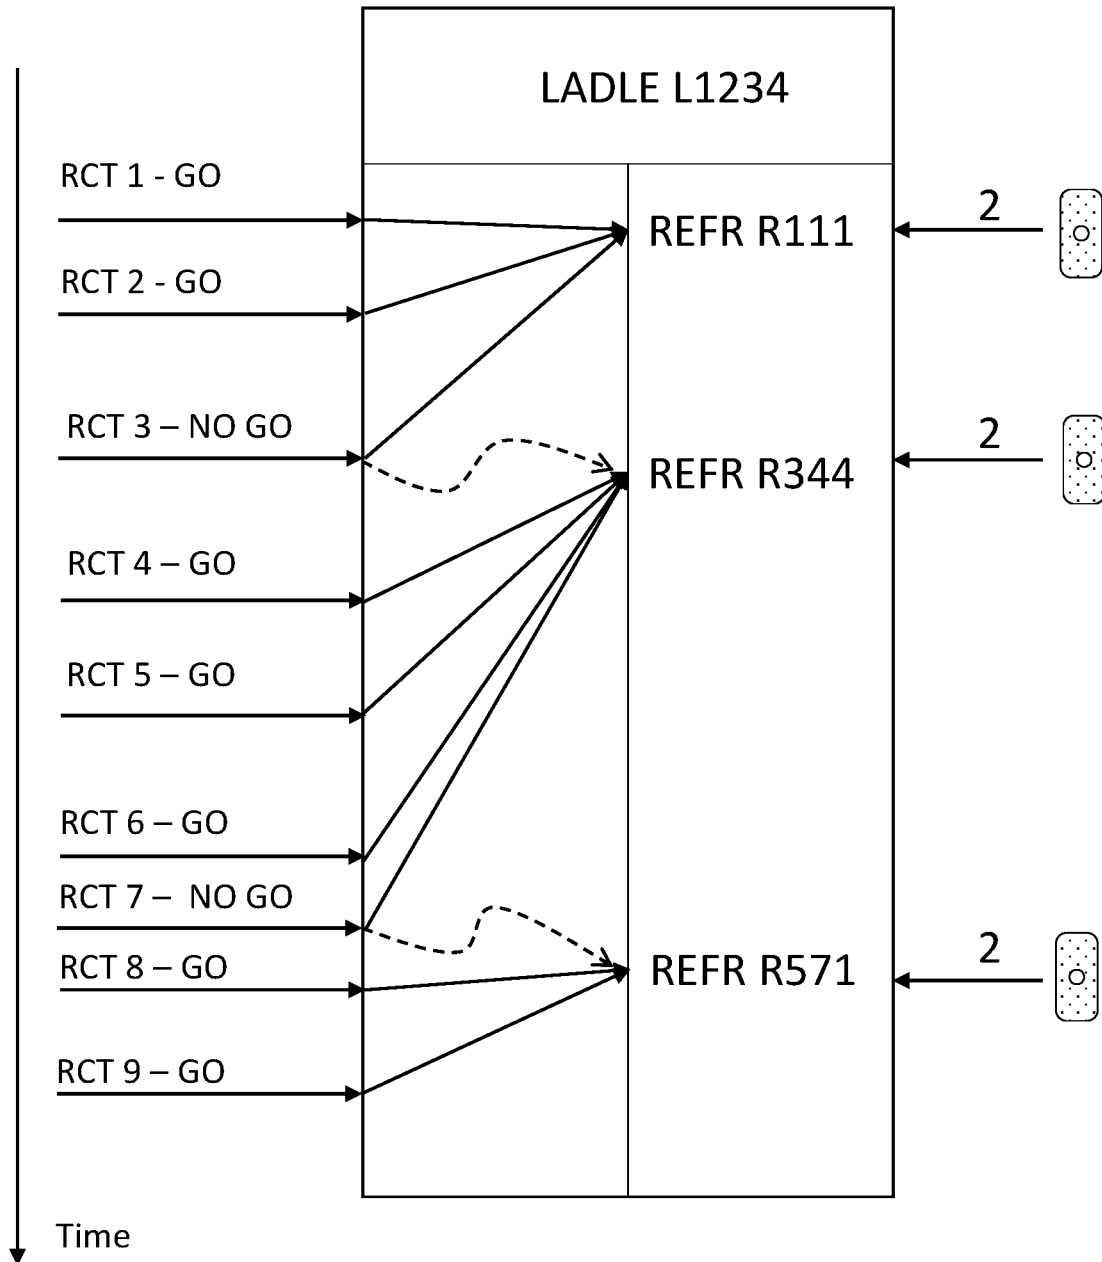 LADLE L1234
RCT 1 - GO
REFR R111
2
RCT 2 - GO
RCT 3 – NO GO
REFR R344
2
RCT 4 – GO
RCT 5 – GO
RCT 6 – GO
RCT 7 – NO GO
RCT 8 – GO
REFR R571
2
RCT 9 – GO
Time